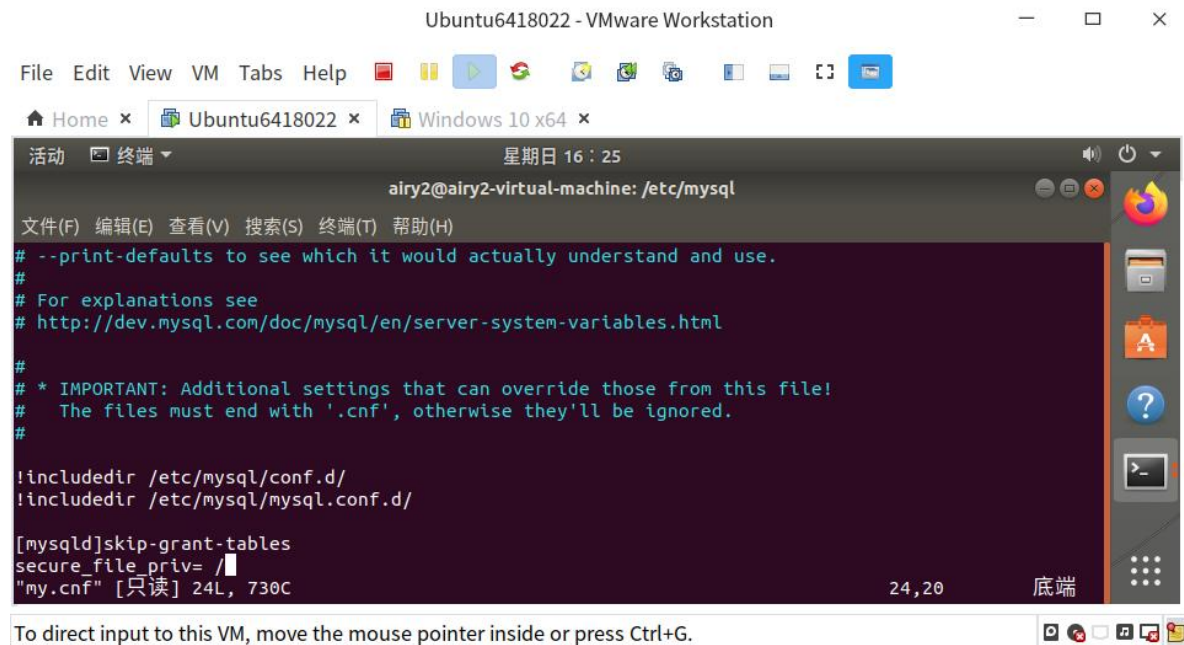 Ubuntu6418022 - VMware Workstation
File Edit View VM Tabs Help
Home × Ubuntu6418022 × Windows 10 x64 ×
活动 终端 星期日 16：25
airy2@airy2-virtual-machine: /etc/mysql
文件(F) 编辑(E) 查看(V) 搜索(S) 终端(T) 帮助(H)
# --print-defaults to see which it would actually understand and use.
#
# For explanations see
# http://dev.mysql.com/doc/mysql/en/server-system-variables.html
#
# * IMPORTANT: Additional settings that can override those from this file!
#   The files must end with '.cnf', otherwise they'll be ignored.
#
!includedir /etc/mysql/conf.d/
!includedir /etc/mysql/mysql.conf.d/
[mysqld]skip-grant-tables
secure_file_priv= /
"my.cnf" [只读] 24L, 730C 24,20 底端
To direct input to this VM, move the mouse pointer inside or press Ctrl+G.